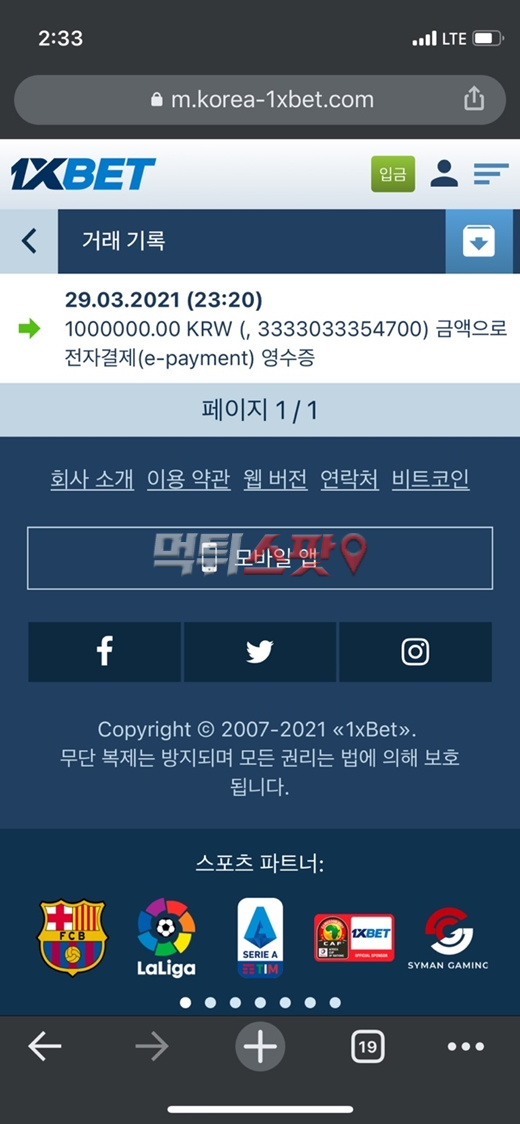 2:33 LTE
m.korea-1xbet.com
1XBET 입금
거래 기록
29.03.2021 (23:20)
1000000.00 KRW (, 3333033354700) 금액으로
전자결제(e-payment) 영수증
페이지 1 / 1
회사 소개 이용 약관 웹 버전 연락처 비트코인
먹튀스팟
모바일 앱
Copyright © 2007-2021 «1xBet».
무단 복제는 방지되며 모든 권리는 법에 의해 보호
됩니다.
스포츠 파트너:
FCB
LaLiga
SERIE A
TIM
CAF
1XBET
OFFICIAL SPONSOR
SYMAN GAMING
19